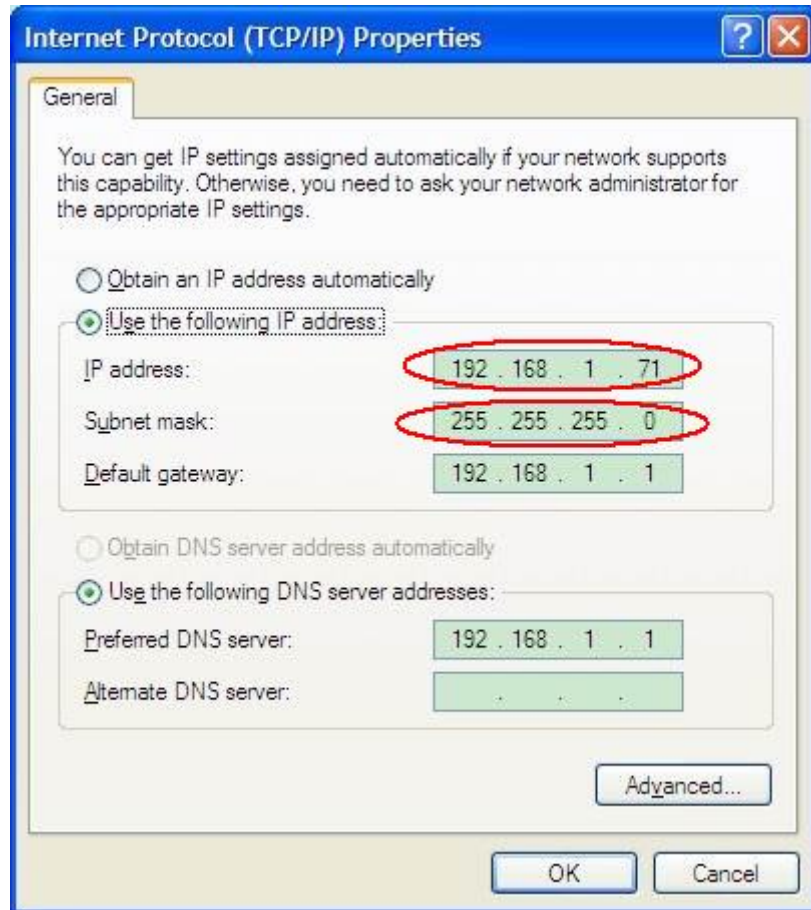 Internet Protocol (TCP/IP) Properties
General
You can get IP settings assigned automatically if your network supports
this capability. Otherwise, you need to ask your network administrator for
the appropriate IP settings.
Obtain an IP address automatically
Use the following IP address:
IP address: 192 . 168 . 1 . 71
Subnet mask: 255 . 255 . 255 . 0
Default gateway: 192 . 168 . 1 . 1
Obtain DNS server address automatically
Use the following DNS server addresses:
Preferred DNS server: 192 . 168 . 1 . 1
Alternate DNS server: . . .
Advanced...
OK Cancel